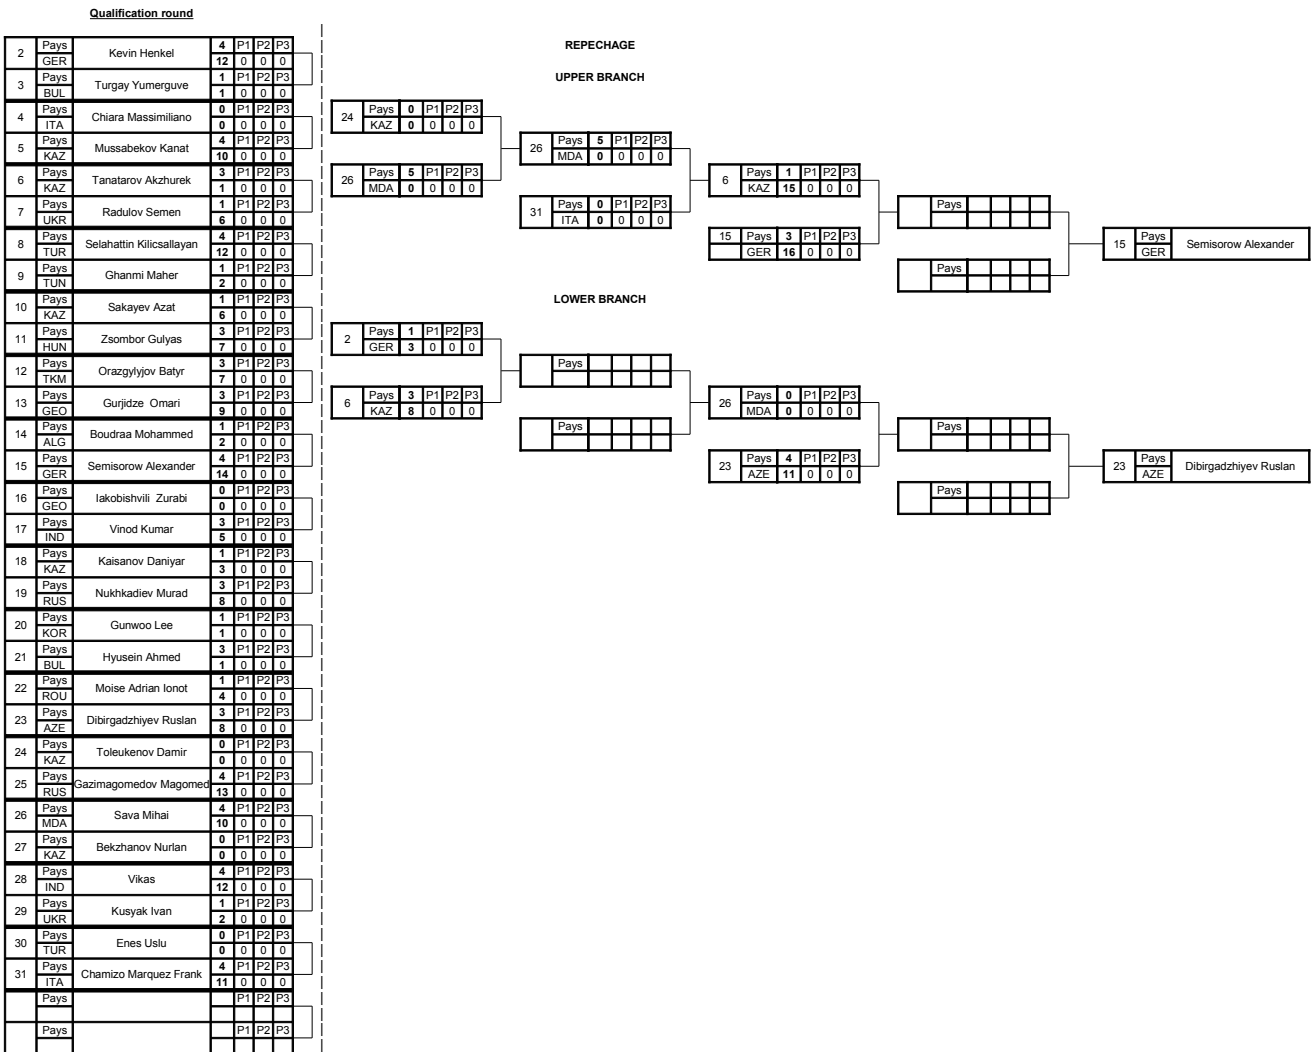 Qualification round
2 Pays Kevin Henkel 4 P1 P2 P3
GER 12 0 0 0
3 Pays Turgay Yumerguve 1 P1 P2 P3
BUL 1 0 0 0
4 Pays Chiara Massimiliano 0 P1 P2 P3
ITA 0 0 0 0
5 Pays Mussabekov Kanat 4 P1 P2 P3
KAZ 10 0 0 0
6 Pays Tanatarov Akzhurek 3 P1 P2 P3
KAZ 1 0 0 0
7 Pays Radulov Semen 1 P1 P2 P3
UKR 6 0 0 0
8 Pays Selahattin Kilicsallayan 4 P1 P2 P3
TUR 12 0 0 0
9 Pays Ghanmi Maher 1 P1 P2 P3
TUN 2 0 0 0
10 Pays Sakayev Azat 1 P1 P2 P3
KAZ 6 0 0 0
11 Pays Zsombor Gulyas 3 P1 P2 P3
HUN 7 0 0 0
12 Pays Orazgylyjov Batyr 3 P1 P2 P3
TKM 7 0 0 0
13 Pays Gurjidze Omari 3 P1 P2 P3
GEO 9 0 0 0
14 Pays Boudraa Mohammed 1 P1 P2 P3
ALG 2 0 0 0
15 Pays Semisorow Alexander 4 P1 P2 P3
GER 14 0 0 0
16 Pays Iakobishvili Zurabi 0 P1 P2 P3
GEO 0 0 0 0
17 Pays Vinod Kumar 3 P1 P2 P3
IND 5 0 0 0
18 Pays Kaisanov Daniyar 1 P1 P2 P3
KAZ 3 0 0 0
19 Pays Nukhkadiev Murad 3 P1 P2 P3
RUS 8 0 0 0
20 Pays Gunwoo Lee 1 P1 P2 P3
KOR 1 0 0 0
21 Pays Hyusein Ahmed 3 P1 P2 P3
BUL 1 0 0 0
22 Pays Moise Adrian Ionot 1 P1 P2 P3
ROU 4 0 0 0
23 Pays Dibirgadzhiyev Ruslan 3 P1 P2 P3
AZE 8 0 0 0
24 Pays Toleukenov Damir 0 P1 P2 P3
KAZ 0 0 0 0
25 Pays Gazimagomedov Magomed 4 P1 P2 P3
RUS 13 0 0 0
26 Pays Sava Mihai 4 P1 P2 P3
MDA 10 0 0 0
27 Pays Bekzhanov Nurlan 0 P1 P2 P3
KAZ 0 0 0 0
28 Pays Vikas 4 P1 P2 P3
IND 12 0 0 0
29 Pays Kusyak Ivan 1 P1 P2 P3
UKR 2 0 0 0
30 Pays Enes Uslu 0 P1 P2 P3
TUR 0 0 0 0
31 Pays Chamizo Marquez Frank 4 P1 P2 P3
ITA 11 0 0 0
Pays P1 P2 P3
Pays P1 P2 P3
REPECHAGE
UPPER BRANCH
24 Pays 0 P1 P2 P3
KAZ 0 0 0 0
26 Pays 5 P1 P2 P3
MDA 0 0 0 0
26 Pays 5 P1 P2 P3
MDA 0 0 0 0
31 Pays 0 P1 P2 P3
ITA 0 0 0 0
6 Pays 1 P1 P2 P3
KAZ 15 0 0 0
15 Pays 3 P1 P2 P3
GER 16 0 0 0
Pays
Pays
15 Pays Semisorow Alexander
GER
LOWER BRANCH
2 Pays 1 P1 P2 P3
GER 3 0 0 0
6 Pays 3 P1 P2 P3
KAZ 8 0 0 0
Pays
Pays
26 Pays 0 P1 P2 P3
MDA 0 0 0 0
23 Pays 4 P1 P2 P3
AZE 11 0 0 0
Pays
Pays
23 Pays Dibirgadzhiyev Ruslan
AZE